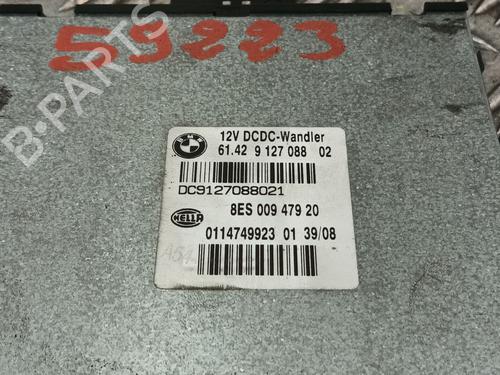 59223
B-PARTS
BMW
12V DCDC-Wandler
61.42 9 127 088 02
DC9127088021
8ES 009 479 20
HELLA
0114749923 01 39/08